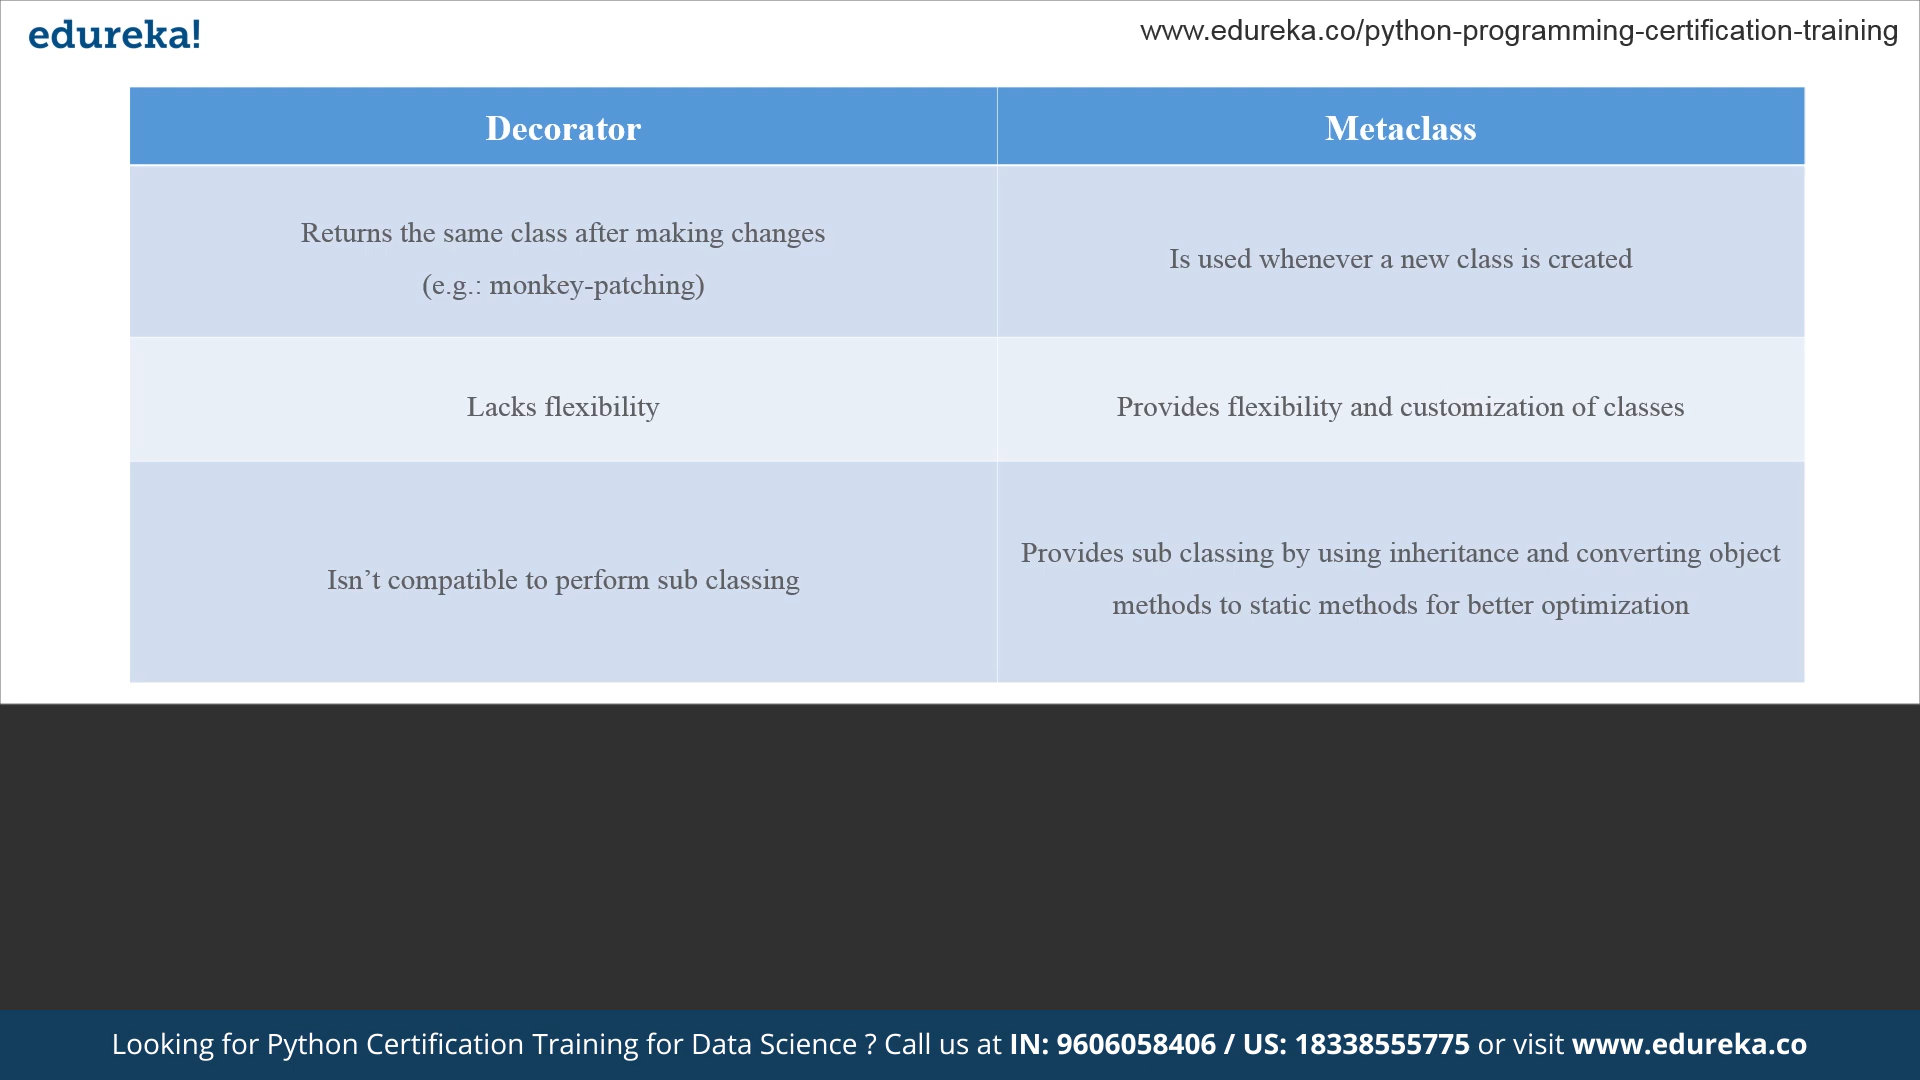 edureka!
www.edureka.co/python-programming-certification-training
Decorator
Metaclass
Returns the same class after making changes
(e.g.: monkey-patching)
Is used whenever a new class is created
Lacks flexibility
Provides flexibility and customization of classes
Isn’t compatible to perform sub classing
Provides sub classing by using inheritance and converting object
methods to static methods for better optimization
Looking for Python Certification Training for Data Science ? Call us at IN: 9606058406 / US: 18338555775 or visit www.edureka.co